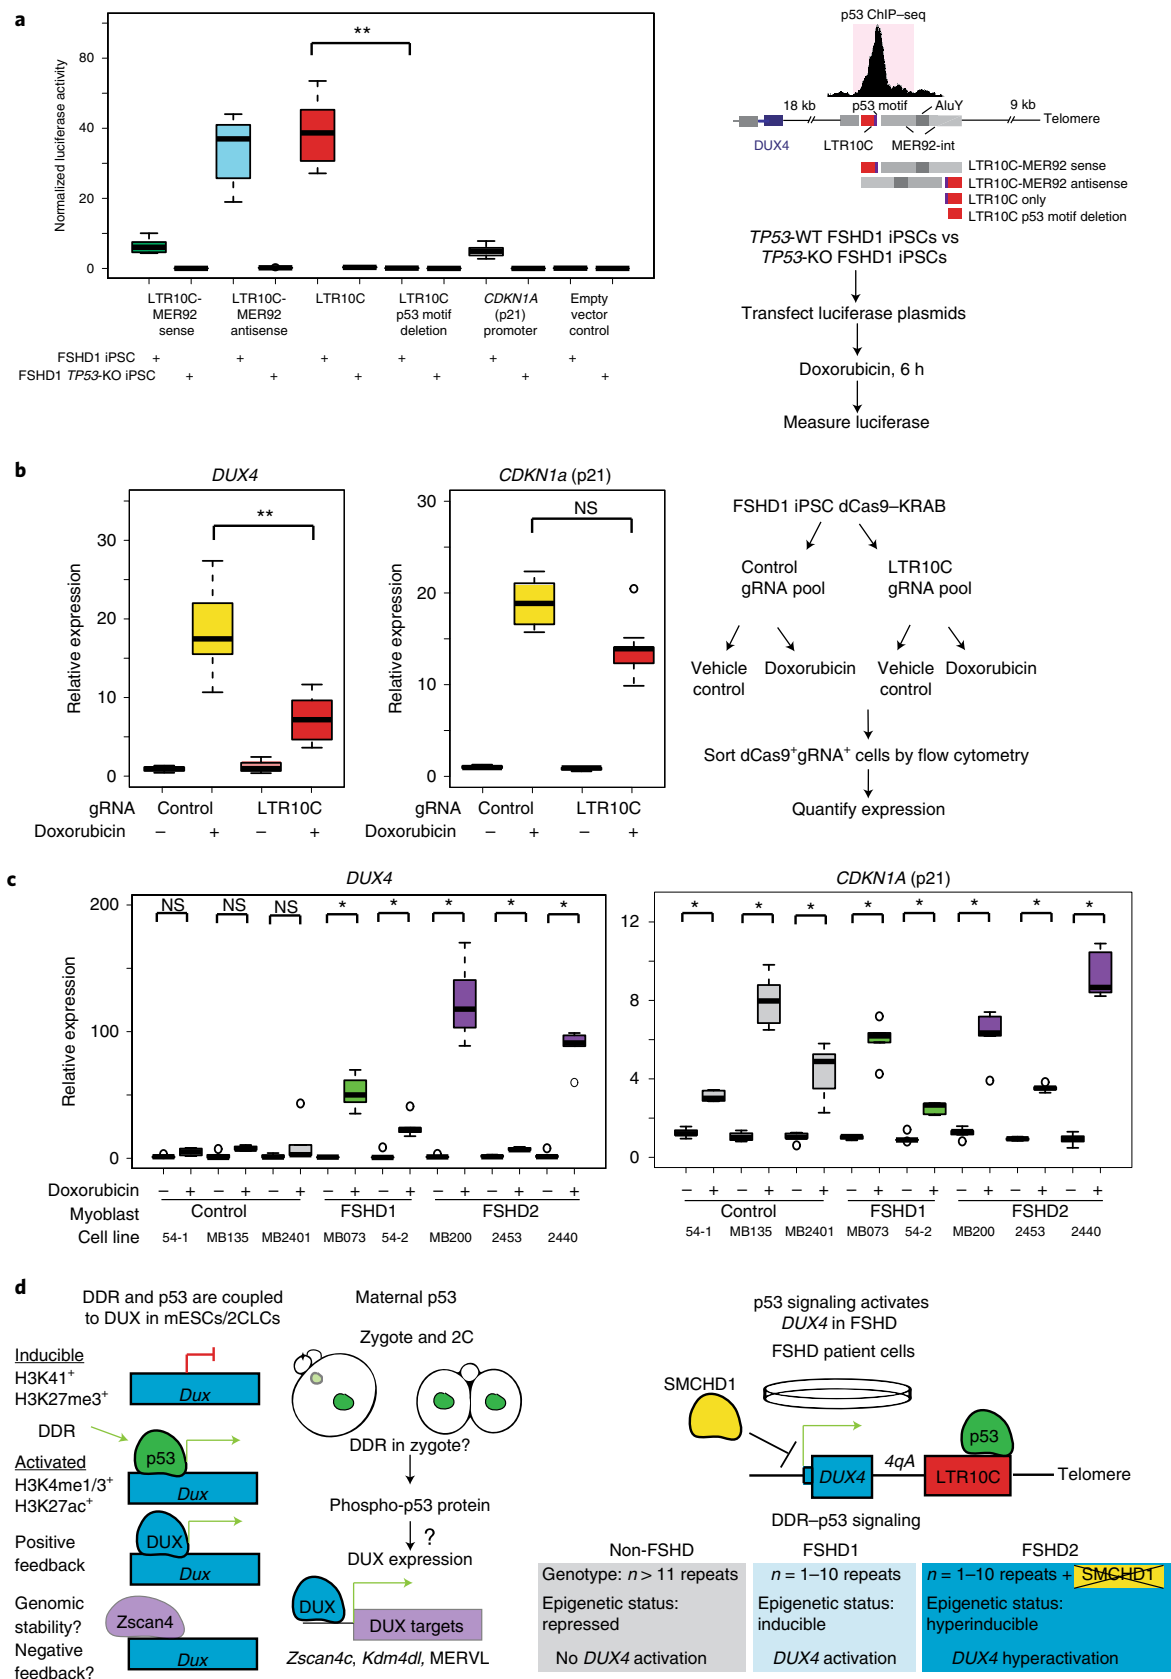 a
Normalized luciferase activity
80
40
20
0
**
LTR10C-
MER92
sense
LTR10C-
MER92
antisense
LTR10C
LTR10C
p53 motif
deletion
CDKN1A
(p21)
promoter
Empty
vector
control
FSHD1 iPSC + + + + + +
FSHD1 TP53-KO iPSC + + + + + +
p53 ChIP–seq
18 kb
p53 motif
AluY
9 kb
Telomere
DUX4
LTR10C
MER92-int
LTR10C-MER92 sense
LTR10C-MER92 antisense
LTR10C only
LTR10C p53 motif deletion
TP53-WT FSHD1 iPSCs vs
TP53-KO FSHD1 iPSCs
Transfect luciferase plasmids
Doxorubicin, 6 h
Measure luciferase
b
DUX4
Relative expression
30
20
10
0
**
gRNA Control LTR10C
Doxorubicin – + – +
CDKN1a (p21)
Relative expression
30
20
10
0
NS
gRNA Control LTR10C
Doxorubicin – + – +
FSHD1 iPSC dCas9–KRAB
Control
gRNA pool
LTR10C
gRNA pool
Vehicle
control
Doxorubicin
Vehicle
control
Doxorubicin
Sort dCas9+gRNA+ cells by flow cytometry
Quantify expression
c
DUX4
Relative expression
200
100
0
NS NS NS * * * * *
Doxorubicin – + – + – + – + – + – + – + – +
Myoblast Control FSHD1 FSHD2
Cell line 54-1 MB135 MB2401 MB073 54-2 MB200 2453 2440
CDKN1A (p21)
12
8
4
0
* * * * * * * *
– + – + – + – + – + – + – + – +
Control FSHD1 FSHD2
54-1 MB135 MB2401 MB073 54-2 MB200 2453 2440
d
DDR and p53 are coupled
to DUX in mESCs/2CLCs
Inducible
H3K41+
H3K27me3+
Dux
DDR
p53
Activated
H3K4me1/3+
H3K27ac+
Dux
DUX
Positive
feedback
Dux
Genomic
stability?
Zscan4
Negative
feedback?
Dux
Maternal p53
Zygote and 2C
DDR in zygote?
Phospho-p53 protein
?
DUX expression
DUX
DUX targets
Zscan4c, Kdm4dl, MERVL
p53 signaling activates
DUX4 in FSHD
FSHD patient cells
SMCHD1
p53
DUX4
4qA
LTR10C
Telomere
DDR–p53 signaling
Non-FSHD
Genotype: n > 11 repeats
Epigenetic status:
repressed
No DUX4 activation
FSHD1
n = 1–10 repeats
Epigenetic status:
inducible
DUX4 activation
FSHD2
n = 1–10 repeats + SMCHD1
Epigenetic status:
hyperinducible
DUX4 hyperactivation